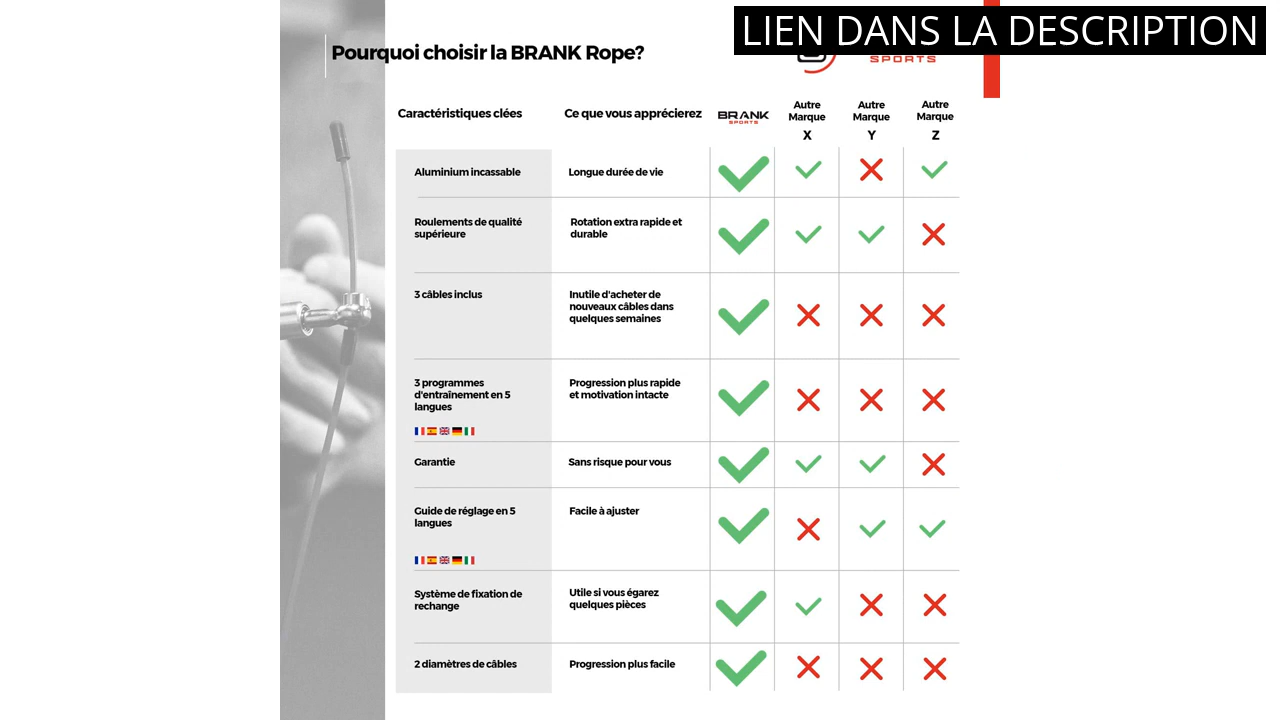 LIEN DANS LA DESCRIPTION
Pourquoi choisir la BRANK Rope?
SPORTS
Caractéristiques clées
Ce que vous apprécierez
BRANK
SPORTS
Autre
Marque
X
Autre
Marque
Y
Autre
Marque
Z
Aluminium incassable
Longue durée de vie
Roulements de qualité
supérieure
Rotation extra rapide et
durable
3 câbles inclus
Inutile d'acheter de
nouveaux câbles dans
quelques semaines
3 programmes
d'entraînement en 5
langues
Progression plus rapide
et motivation intacte
Garantie
Sans risque pour vous
Guide de réglage en 5
langues
Facile à ajuster
Système de fixation de
rechange
Utile si vous égarez
quelques pièces
2 diamètres de câbles
Progression plus facile